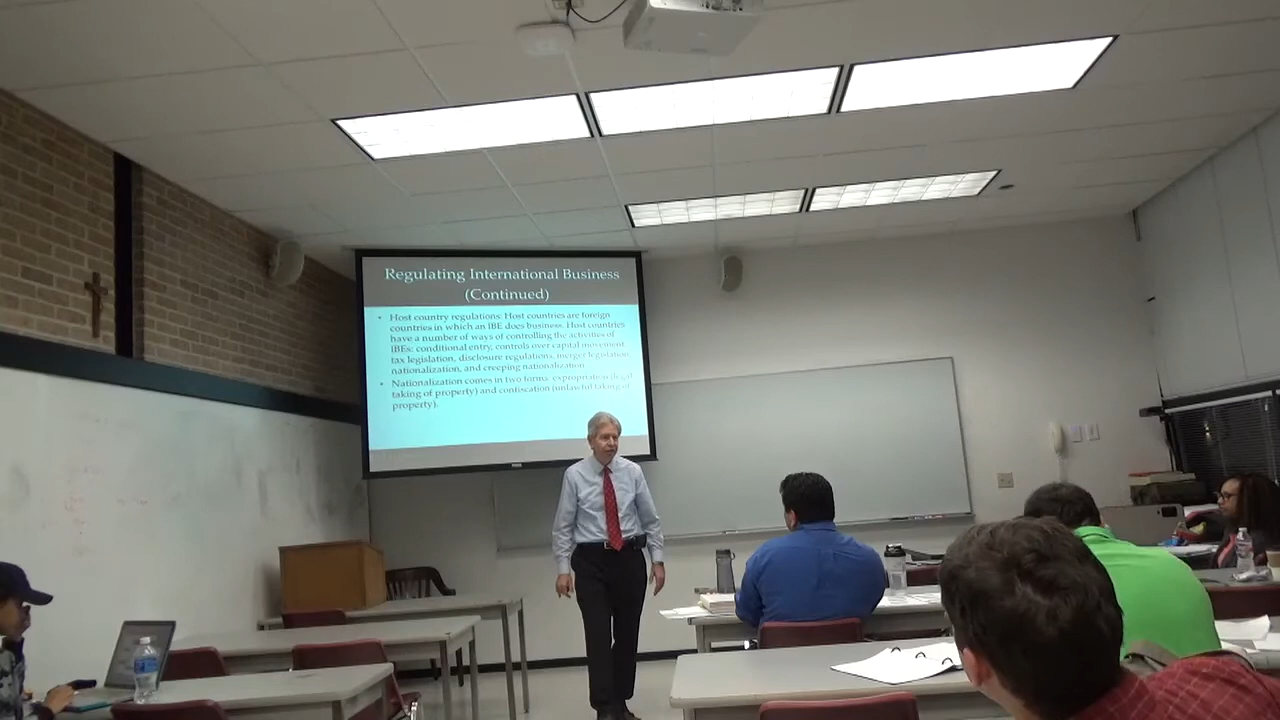 Regulating International Business
(Continued)
• Host country regulations: Host countries are foreign
countries in which an IBE does business. Host countries
have a number of ways of controlling the activities of
IBEs: conditional entry, controls over capital movement,
tax legislation, disclosure regulations, merger legislation,
nationalization, and creeping nationalization.
• Nationalization comes in two forms: expropriation (legal
taking of property) and confiscation (unlawful taking of
property).